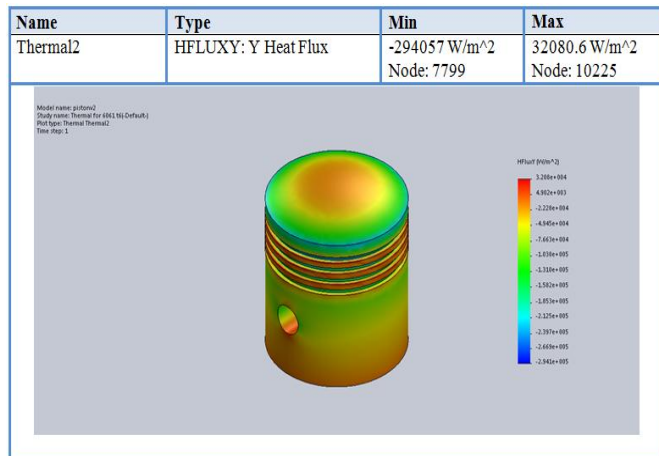 Name Type Min Max
Thermal2 HFLUXY: Y Heat Flux -294057 W/m^2 32080.6 W/m^2
Node: 7799 Node: 10225
Model name: pistonv2
Study name: Thermal for 6061 t6(-Default-)
Plot type: Thermal Thermal2
Time step: 1
HFluxY (W/m^2)
3.208e+004
4.902e+003
-2.228e+004
-4.945e+004
-7.663e+004
-1.038e+005
-1.310e+005
-1.582e+005
-1.853e+005
-2.125e+005
-2.397e+005
-2.669e+005
-2.941e+005